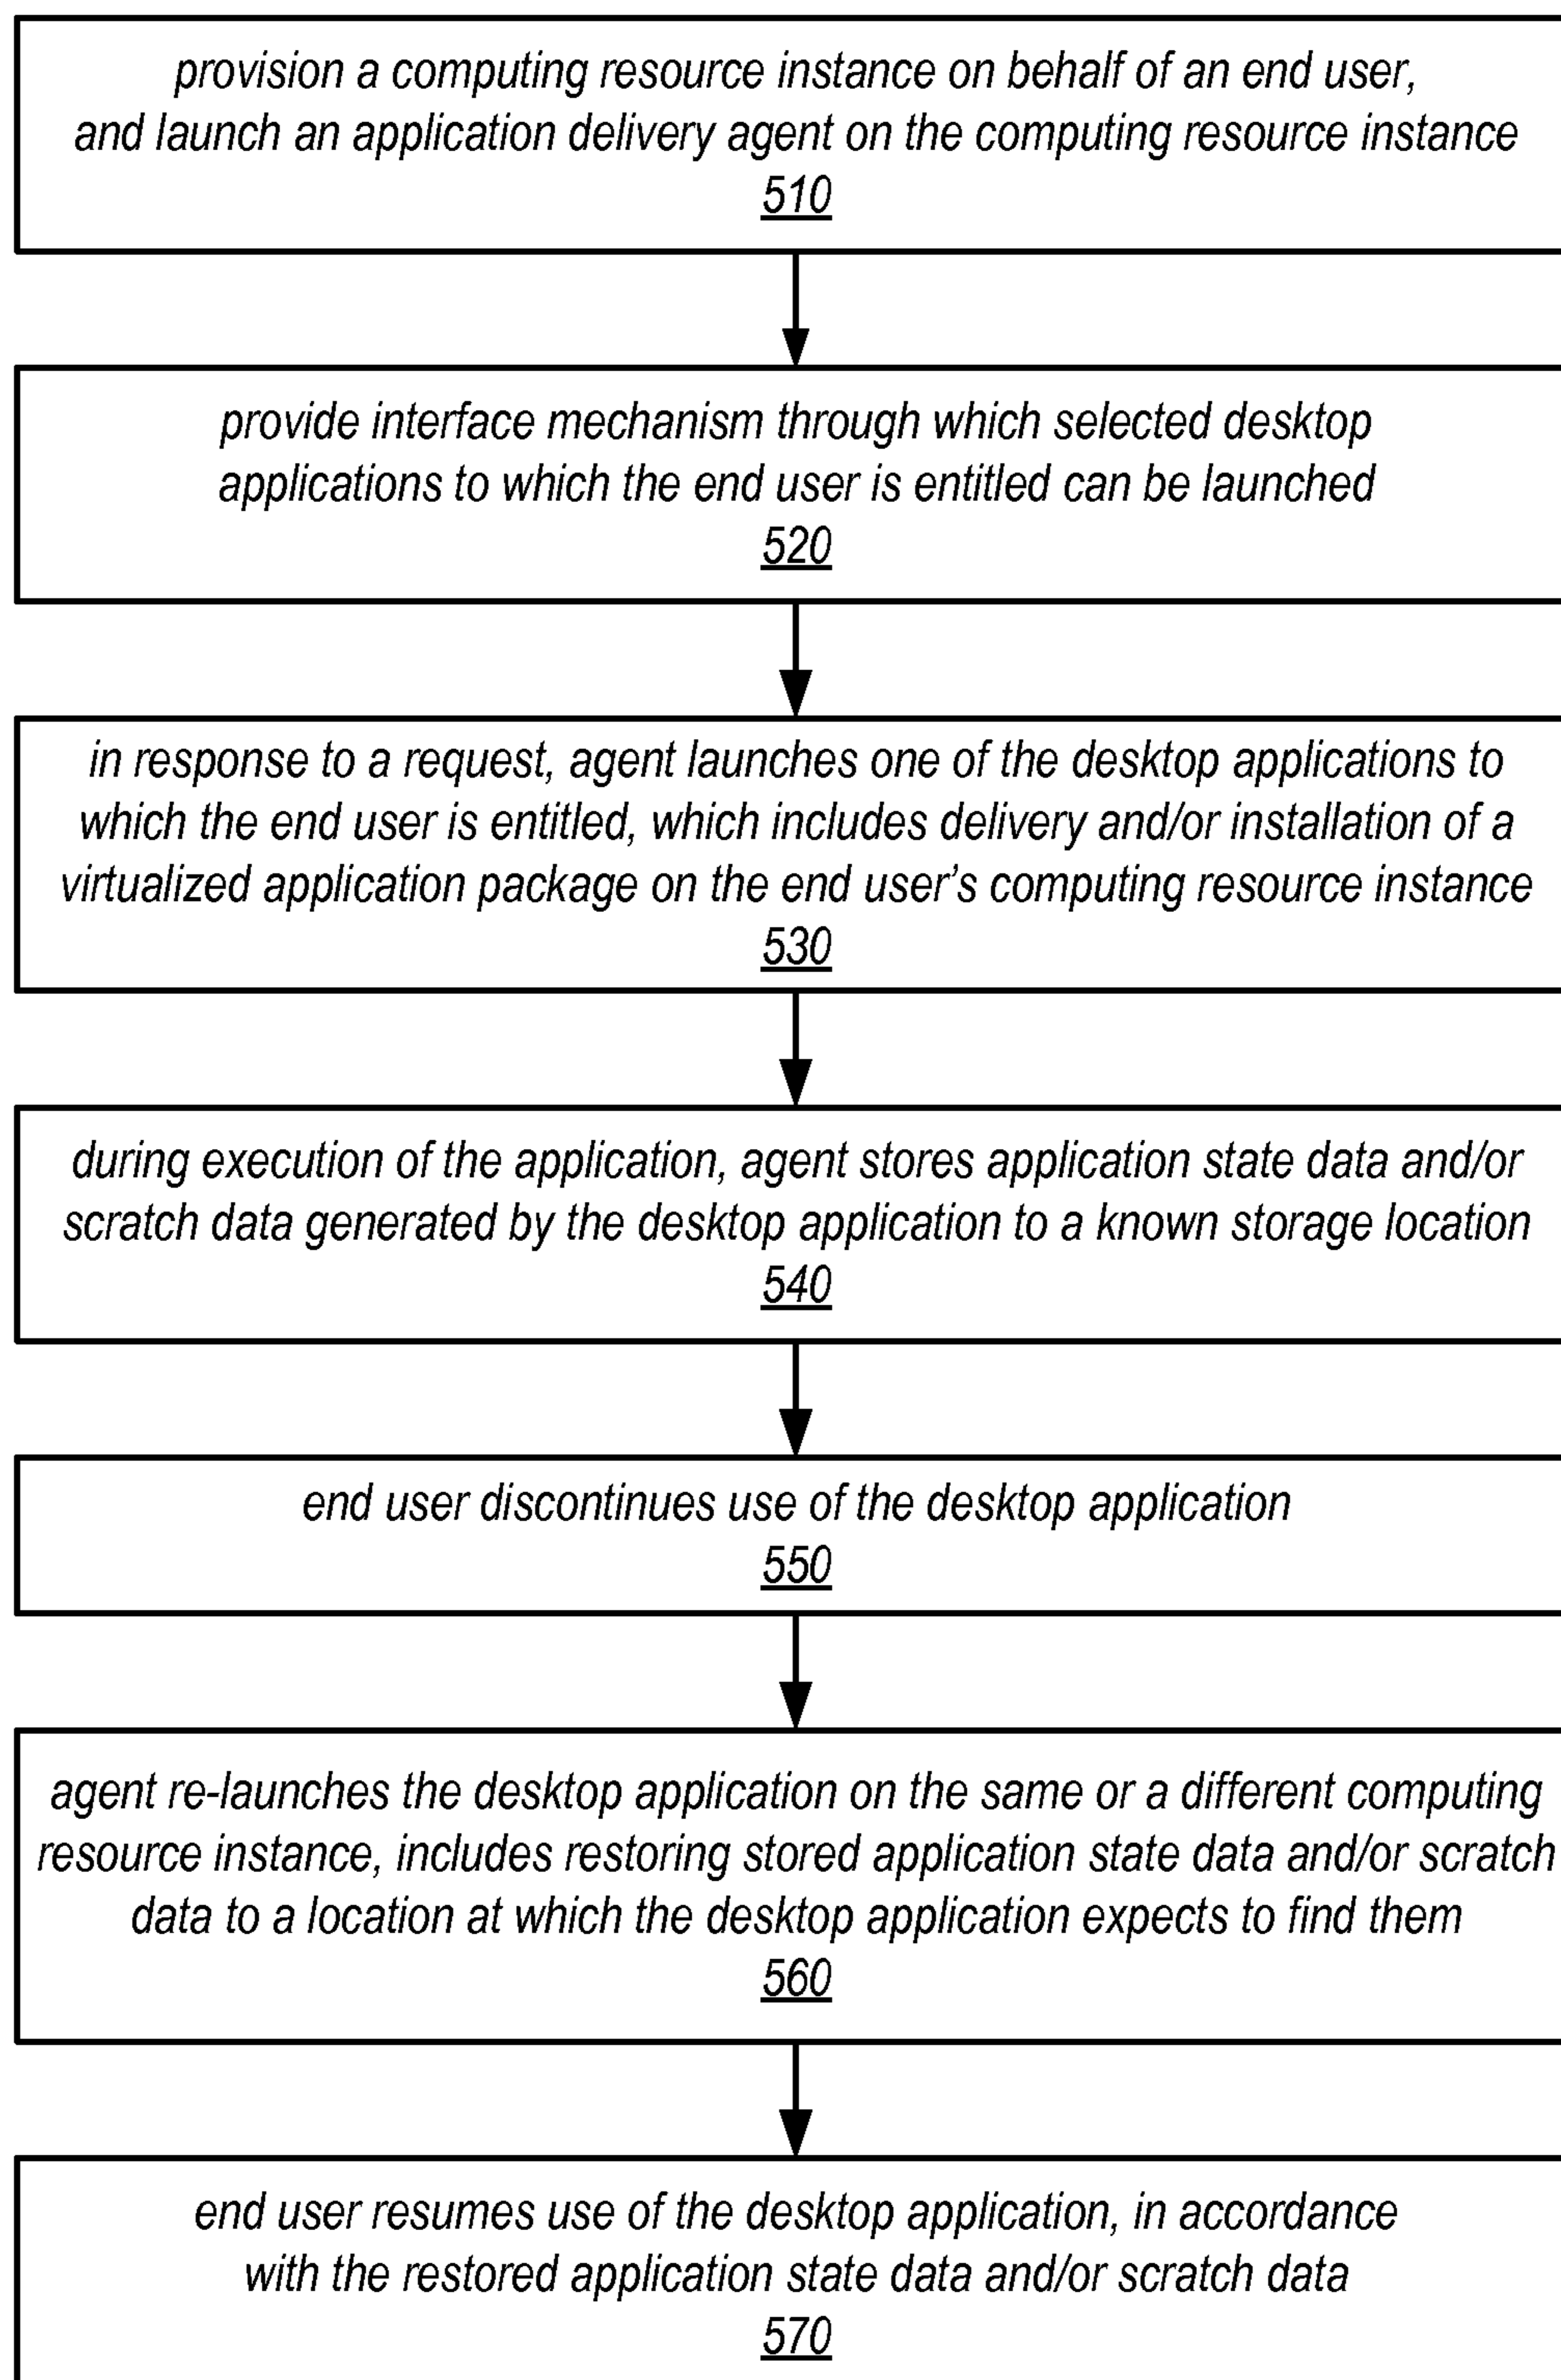 provision a computing resource instance on behalf of an end user,
and launch an application delivery agent on the computing resource instance
510
provide interface mechanism through which selected desktop
applications to which the end user is entitled can be launched
520
in response to a request, agent launches one of the desktop applications to
which the end user is entitled, which includes delivery and/or installation of a
virtualized application package on the end user's computing resource instance
530
during execution of the application, agent stores application state data and/or
scratch data generated by the desktop application to a known storage location
540
end user discontinues use of the desktop application
550
agent re-launches the desktop application on the same or a different computing
resource instance, includes restoring stored application state data and/or scratch
data to a location at which the desktop application expects to find them
560
end user resumes use of the desktop application, in accordance
with the restored application state data and/or scratch data
570